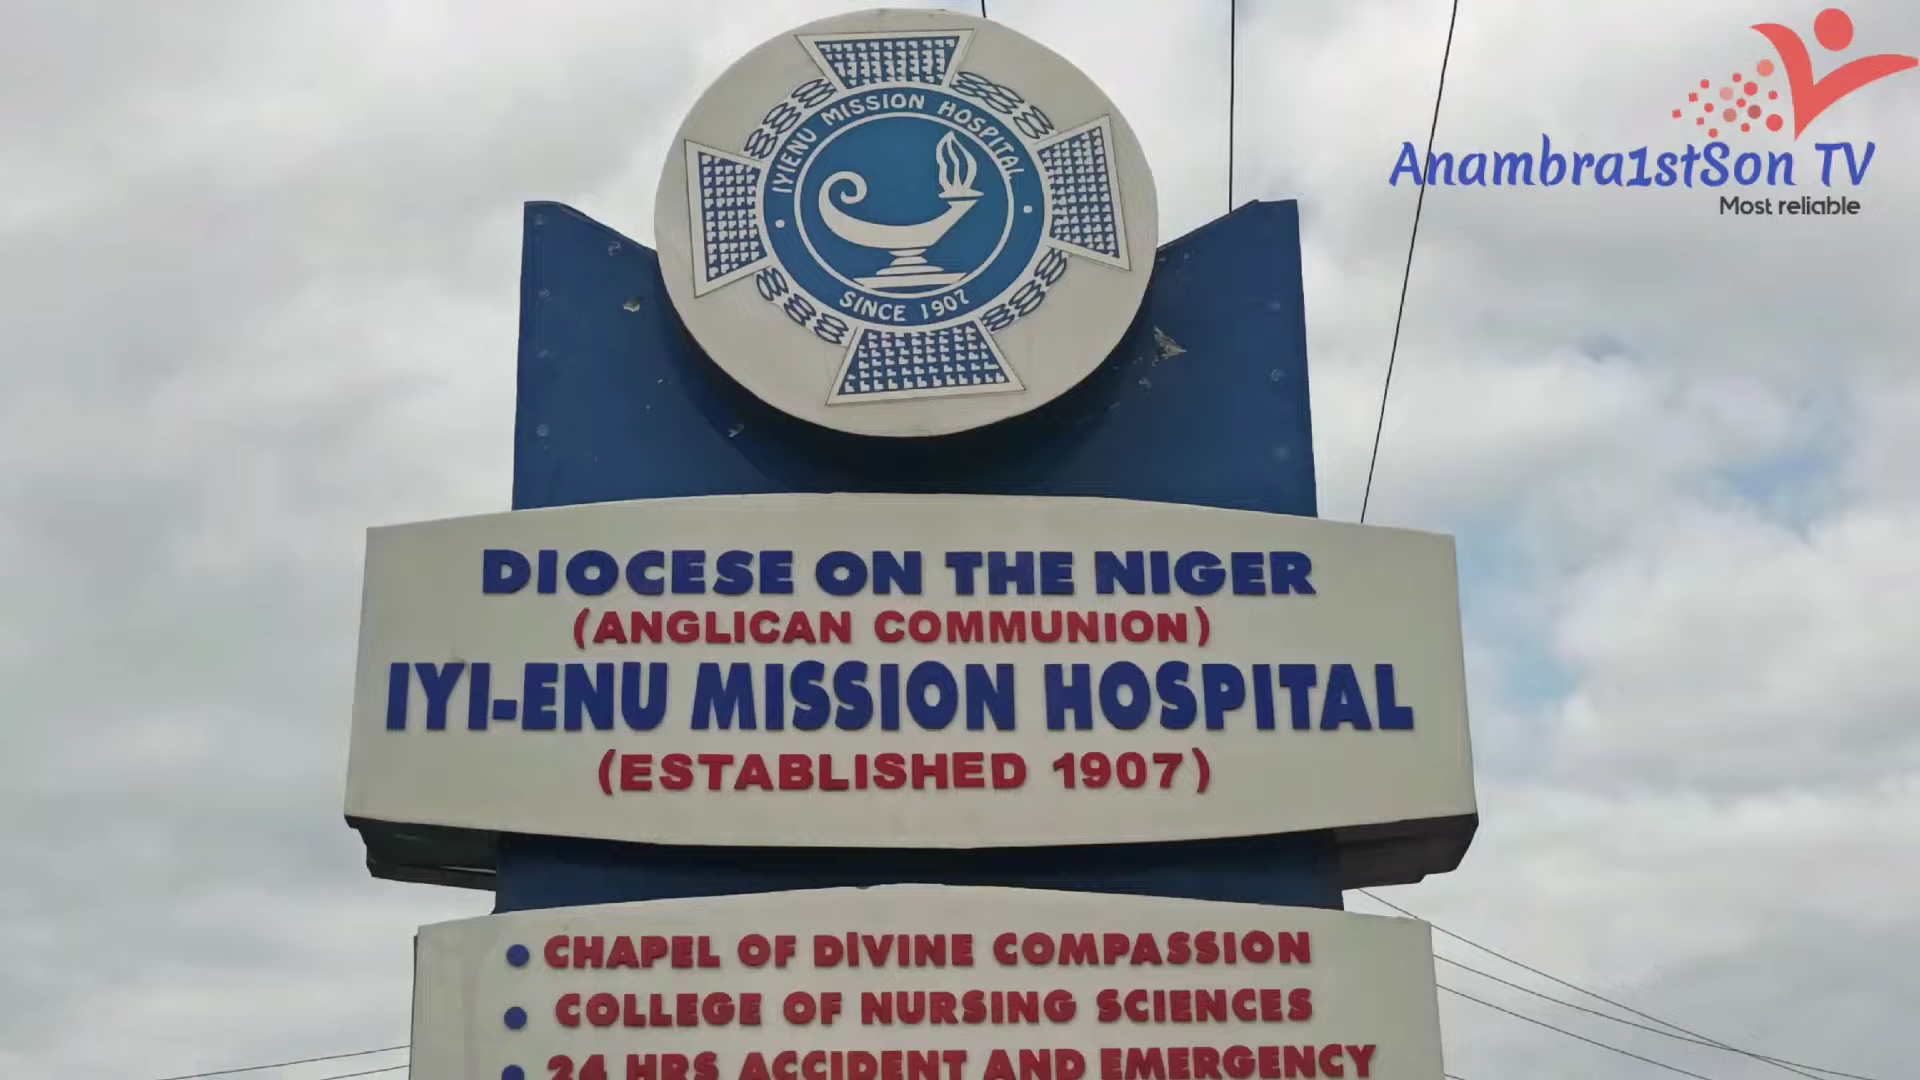 IYIENU MISSION HOSPITAL
SINCE 1907
Anambra1stSon TV
Most reliable
DIOCESE ON THE NIGER
(ANGLICAN COMMUNION)
IYI-ENU MISSION HOSPITAL
(ESTABLISHED 1907)
• CHAPEL OF DIVINE COMPASSION
• COLLEGE OF NURSING SCIENCES
• 24 HRS ACCIDENT AND EMERGENCY